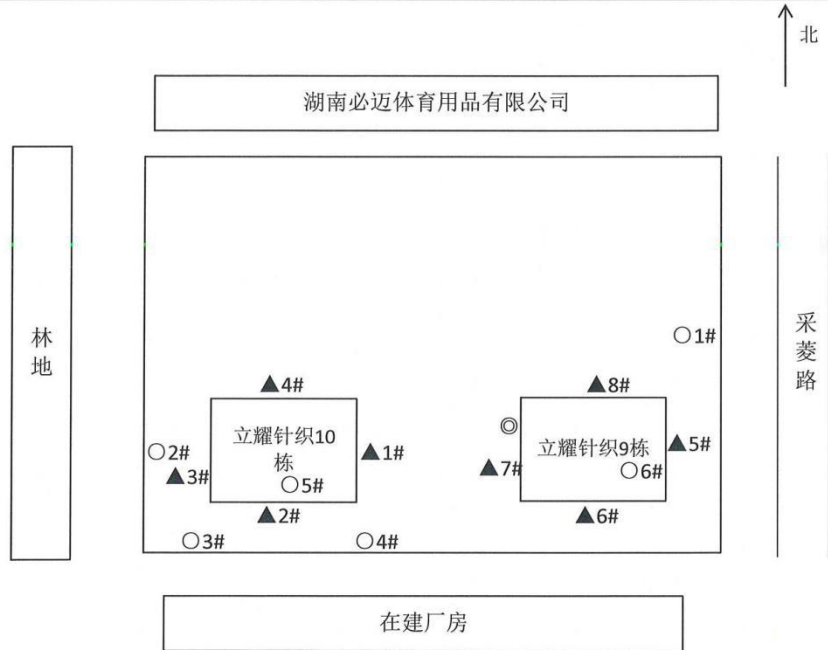 北
湖南必迈体育用品有限公司
林地
采菱路
○1#
▲4#
▲8#
立耀针织10
栋
○2#
▲1#
◎
立耀针织9栋
▲5#
▲3#
○5#
▲7#
○6#
▲2#
▲6#
○3#
○4#
在建厂房